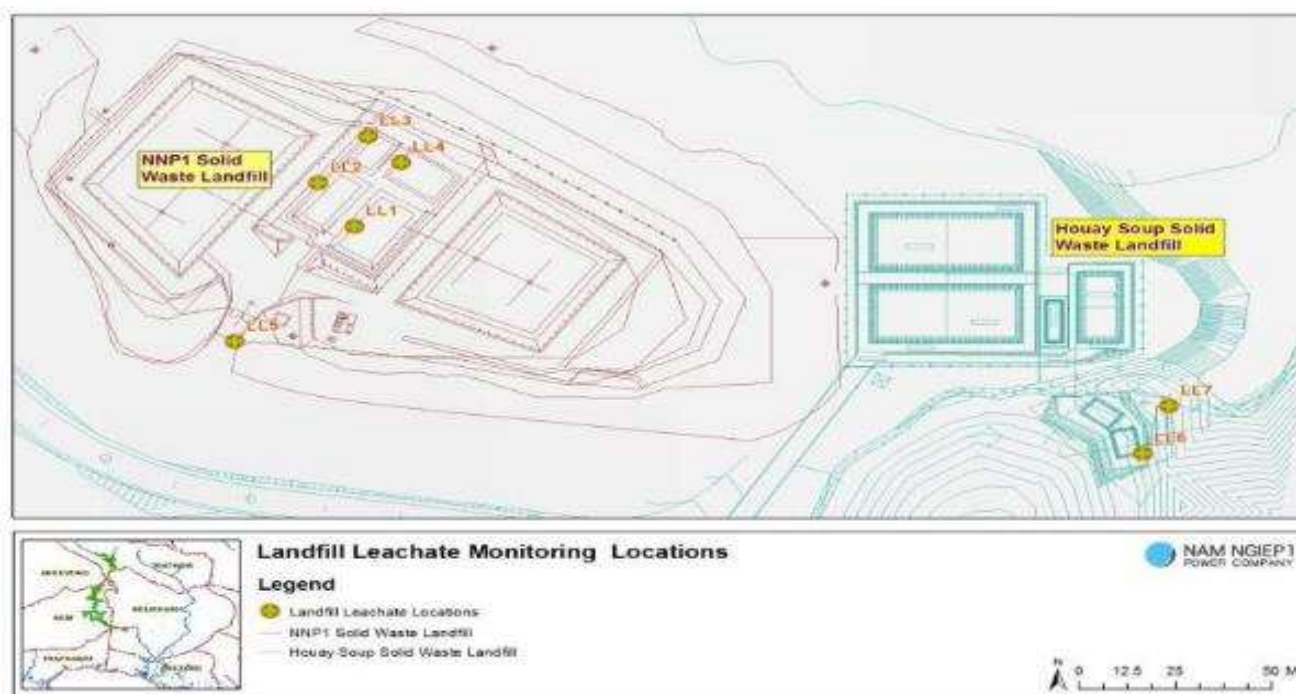 LL3
LL4
NNP1 Solid
Waste Landfill
LL2
LL1
Houay Soup Solid
Waste Landfill
LL5
LL7
LL6
Landfill Leachate Monitoring Locations
NAM NGIEP1
POWER COMPANY
Legend
Landfill Leachate Locations
NNP1 Solid Waste Landfill
Houay Soup Solid Waste Landfill
N
0 12.5 25 50 M